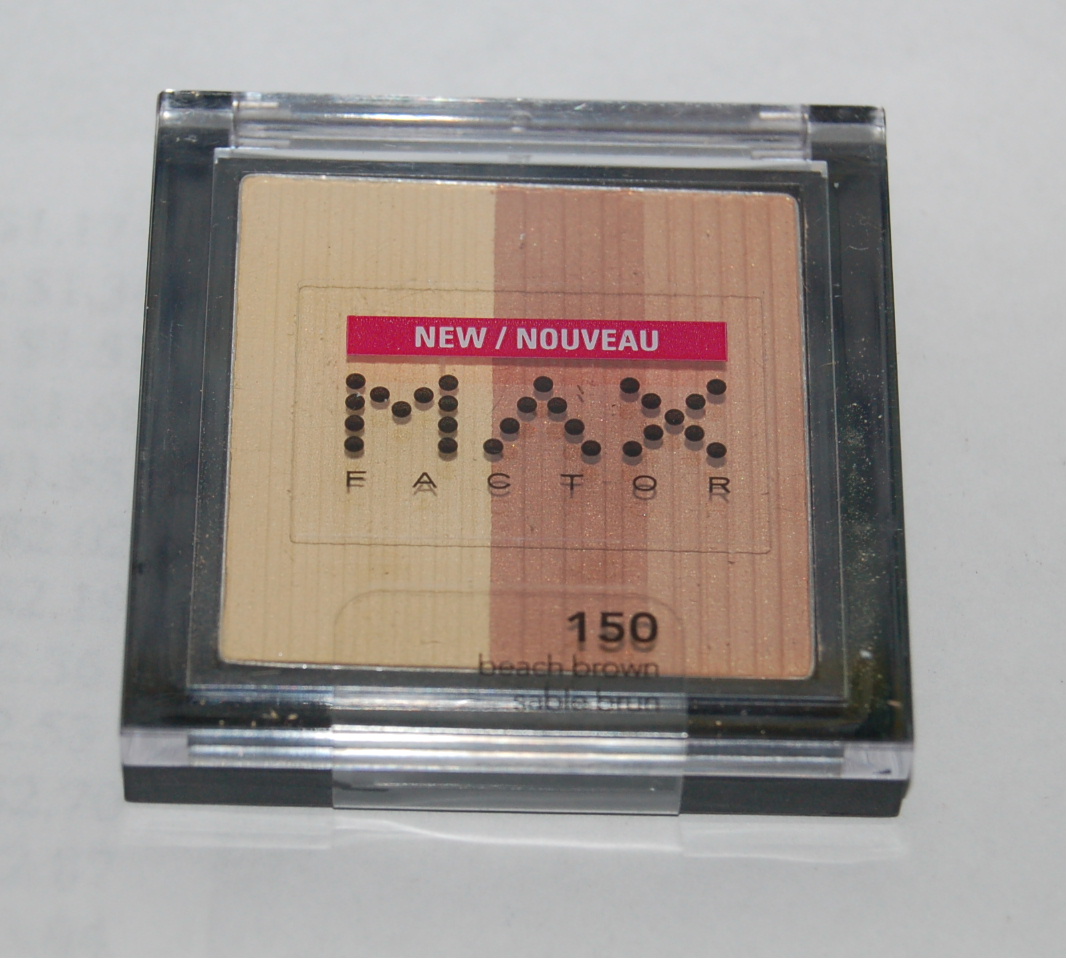 NEW / NOUVEAU
MAX
FACTOR
150
beach brown
sable brun